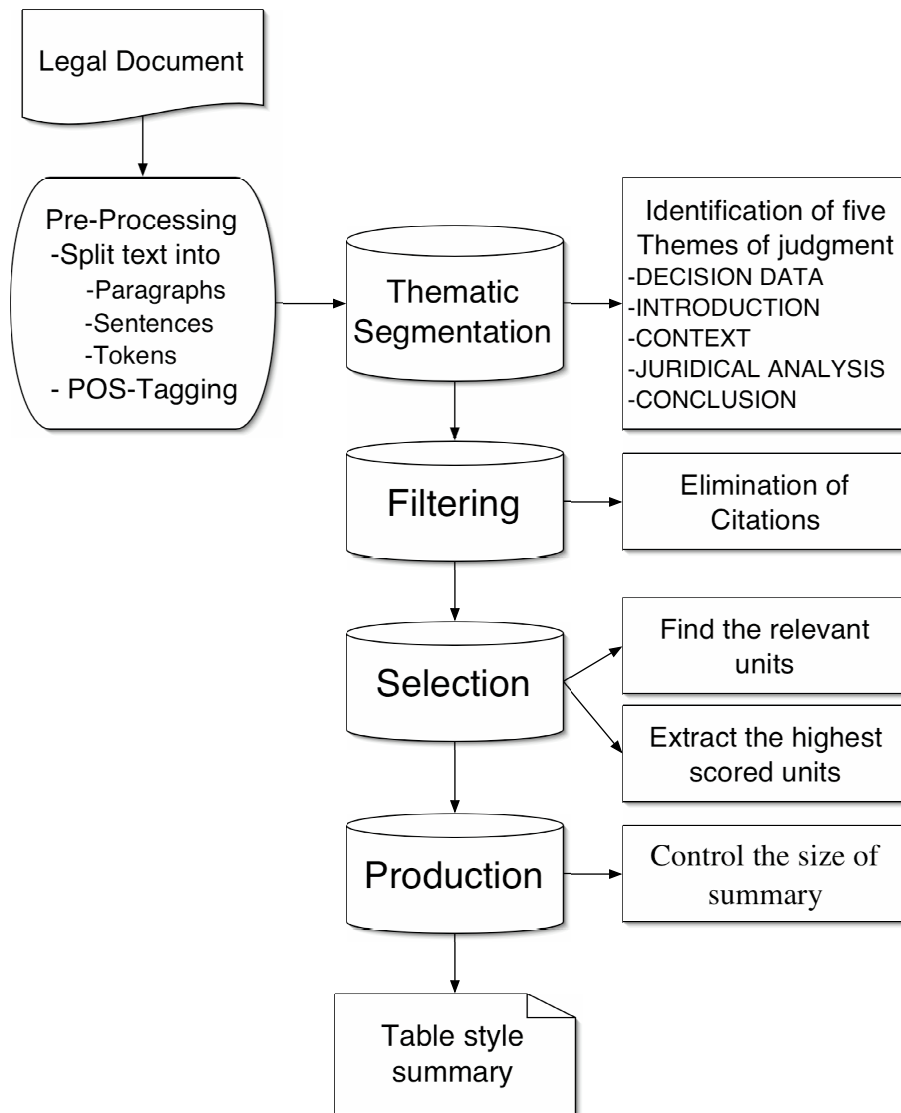 Legal Document
Pre-Processing
-Split text into
-Paragraphs
-Sentences
-Tokens
- POS-Tagging
Thematic
Segmentation
Identification of five
Themes of judgment
-DECISION DATA
-INTRODUCTION
-CONTEXT
-JURIDICAL ANALYSIS
-CONCLUSION
Filtering
Elimination of
Citations
Selection
Find the relevant
units
Extract the highest
scored units
Production
Control the size of
summary
Table style
summary